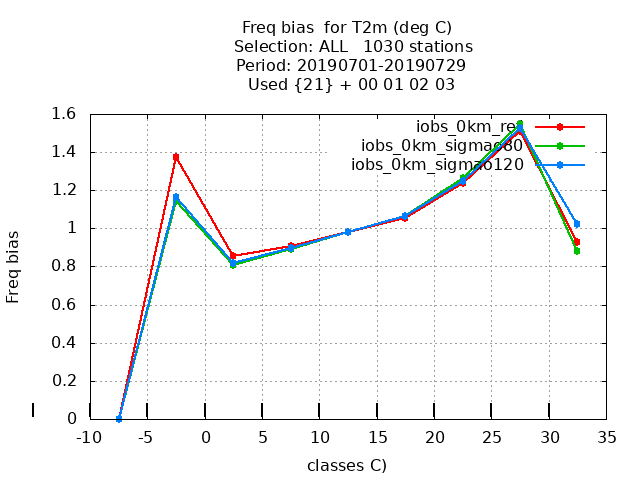 Freq bias  for T2m (deg C)
Selection: ALL   1030 stations
Period: 20190701-20190729
Used {21} + 00 01 02 03
iobs_0km_ref
iobs_0km_sigmao80
iobs_0km_sigmao120
Freq bias
1.6
1.4
1.2
1
0.8
0.6
0.4
0.2
0
-10 -5 0 5 10 15 20 25 30 35
classes C)